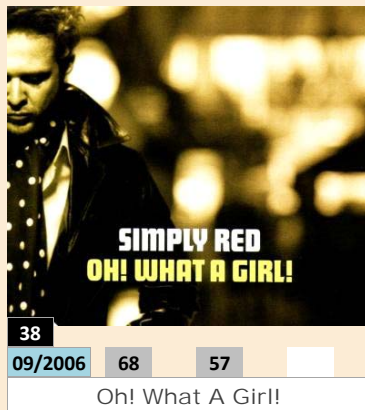 SIMPLY RED
OH! WHAT A GIRL!
38
09/2006 68 57
Oh! What A Girl!